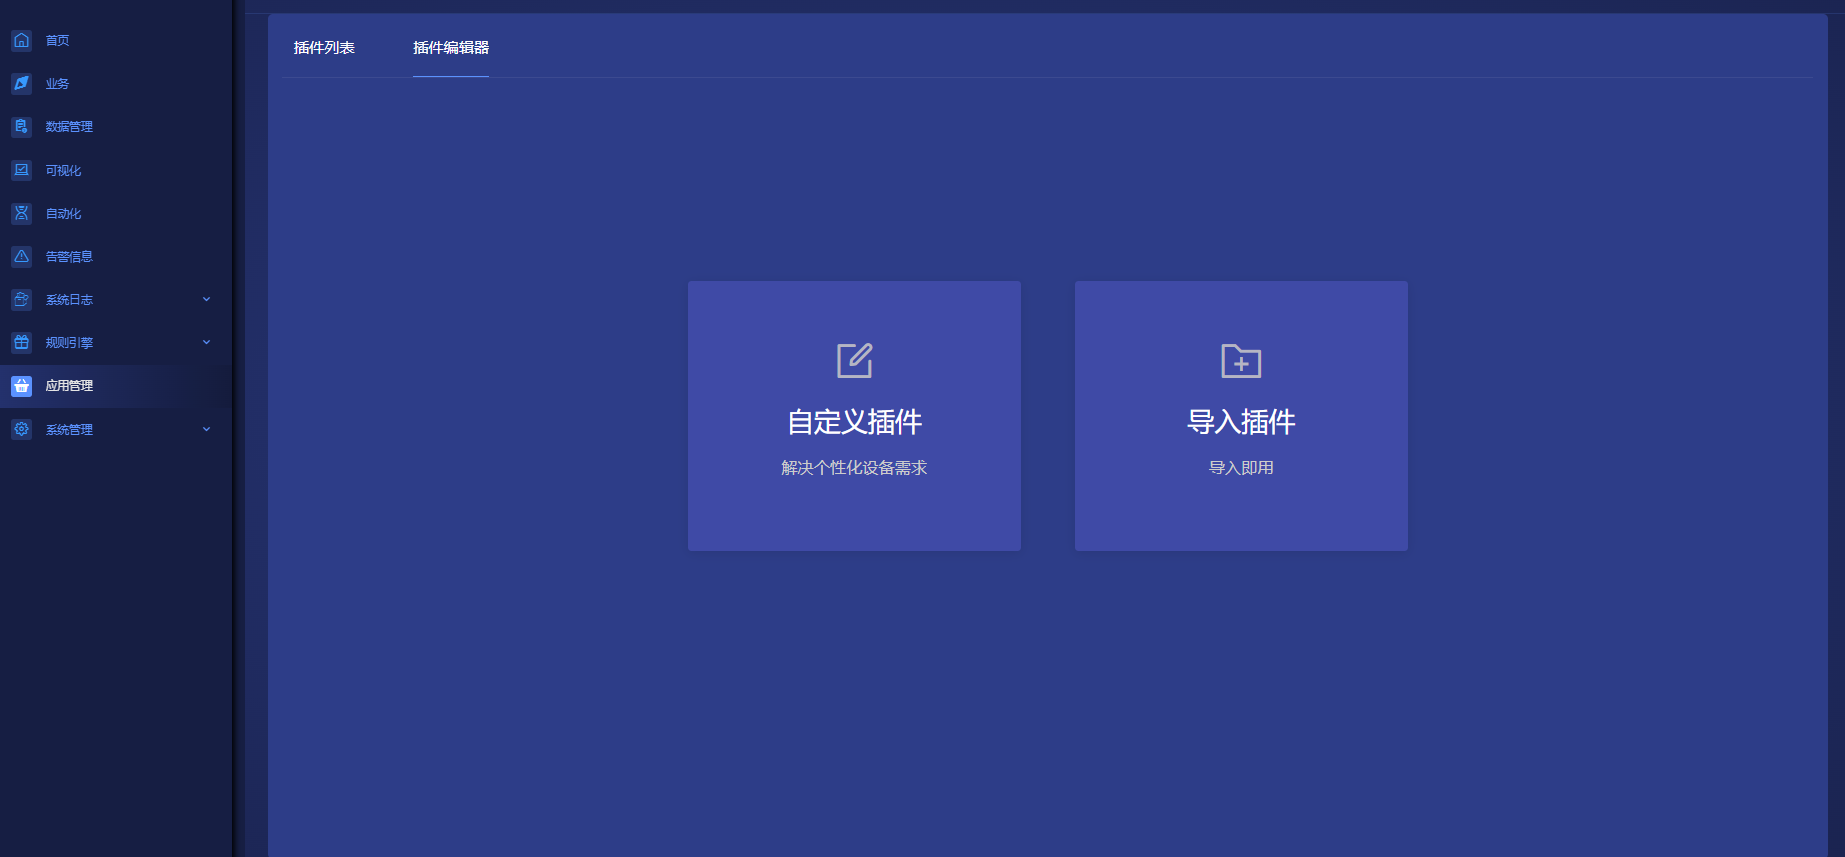 首页
业务
数据管理
可视化
自动化
告警信息
系统日志
规则引擎
应用管理
系统管理
插件列表
插件编辑器
自定义插件
解决个性化设备需求
导入插件
导入即用